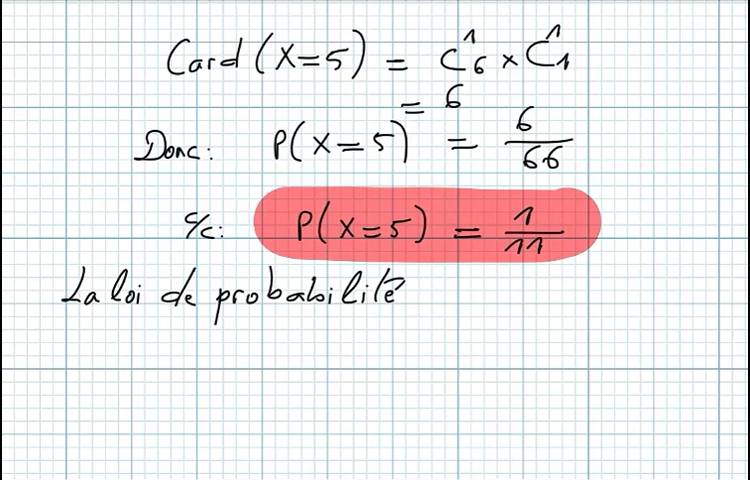 Card (X=5) = C¹₆ × C¹₁
= 6
Donc: P(X=5) = 6/66
C/C: P(X=5) = 1/11
La loi de probabilité